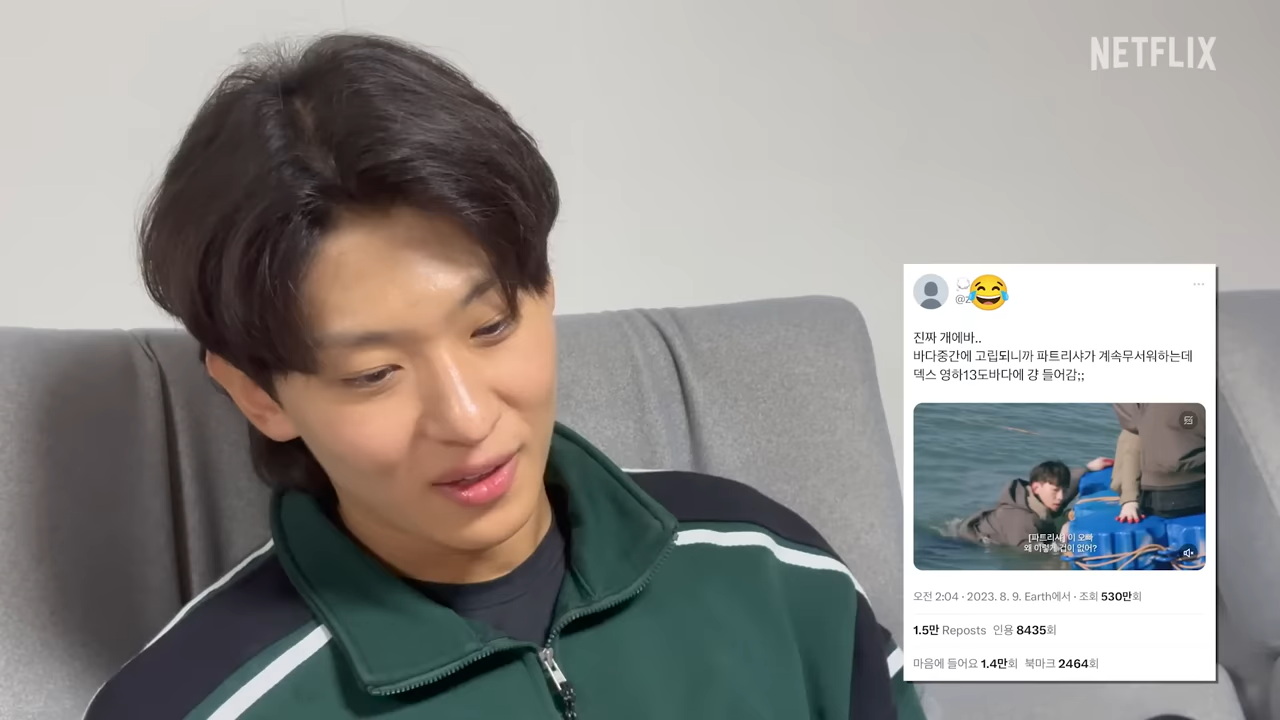 NETFLIX
진짜 개에바..
바다중간에 고립되니까 파트리샤가 계속무서워하는데
덱스 영하13도바다에 걍 들어감;;
[파트리샤] 이 오빠
왜 이렇게 겁이 없어?
오전 2:04 · 2023. 8. 9. Earth에서 · 조회 530만회
1.5만 Reposts 인용 8435회
마음에 들어요 1.4만회 북마크 2464회